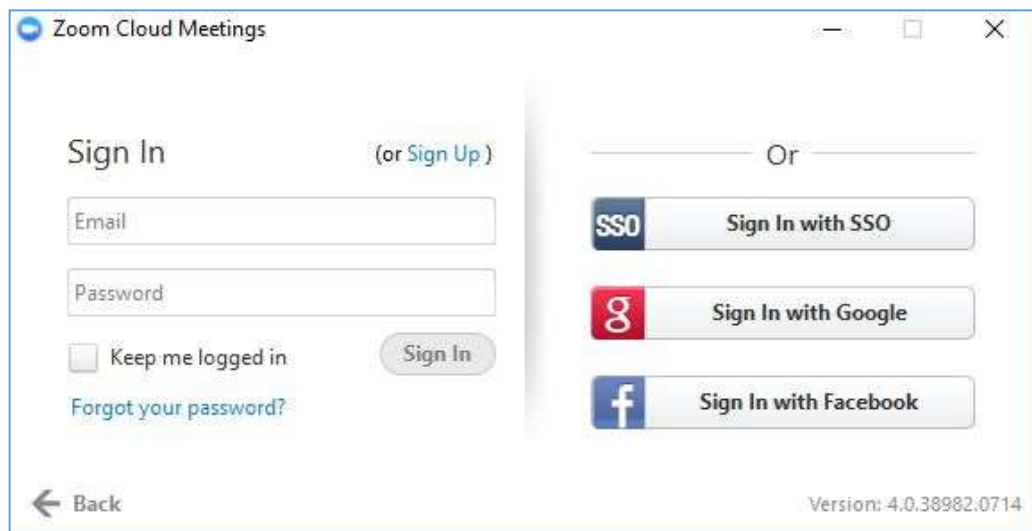 Zoom Cloud Meetings
Sign In
(or Sign Up )
Email
Password
Keep me logged in
Sign In
Forgot your password?
Or
SSO
Sign In with SSO
g
Sign In with Google
f
Sign In with Facebook
Back
Version: 4.0.38982.0714